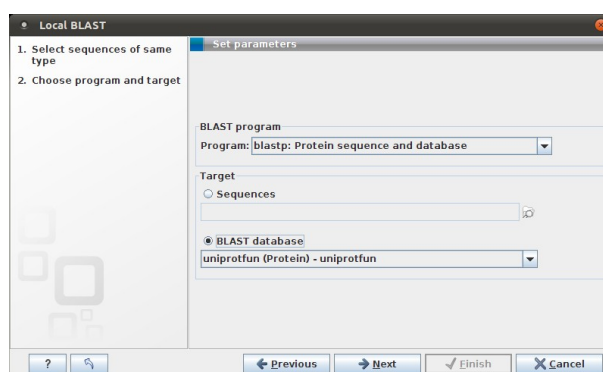 Local BLAST
1. Select sequences of same
type
2. Choose program and target
Set parameters
BLAST program
Program: blastp: Protein sequence and database
Target
Sequences
BLAST database
uniprotfun (Protein) - uniprotfun
?
Previous
Next
Finish
Cancel